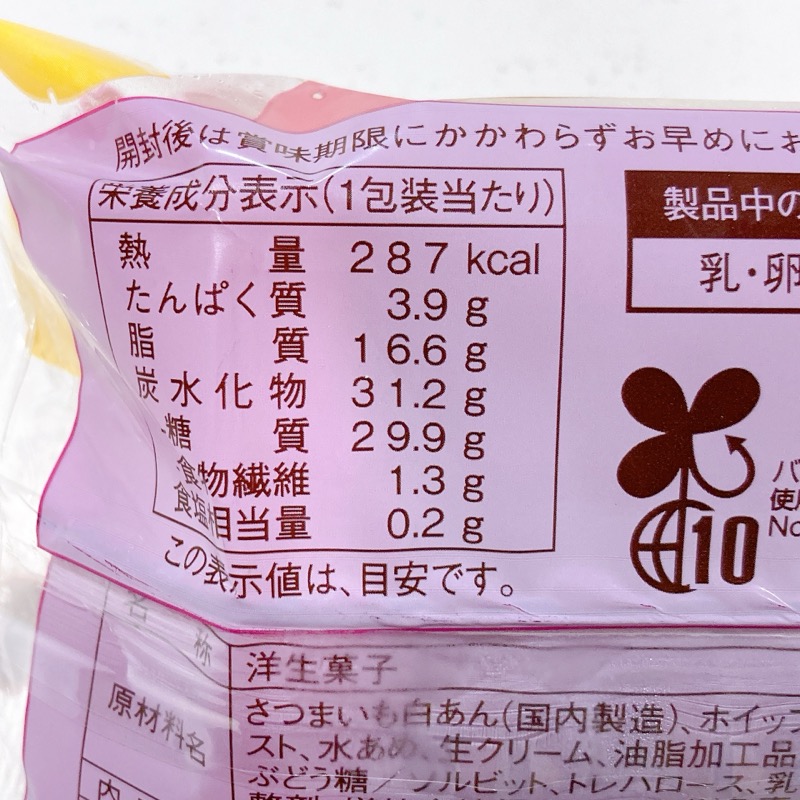 開封後は賞味期限にかかわらずお早めにお
栄養成分表示(1包装当たり)
熱量 287 kcal
たんぱく質 3.9 g
脂質 16.6 g
炭水化物 31.2 g
-糖質 29.9 g
食物繊維 1.3 g
食塩相当量 0.2 g
この表示値は、目安です。
製品中の
乳・卵
バ
使用
No
10
名称 洋生菓子
原材料名 さつまいも白あん(国内製造)、ホイップ
スト、水あめ、生クリーム、油脂加工品
ぶどう糖/ソルビット、トレハロース、乳
内